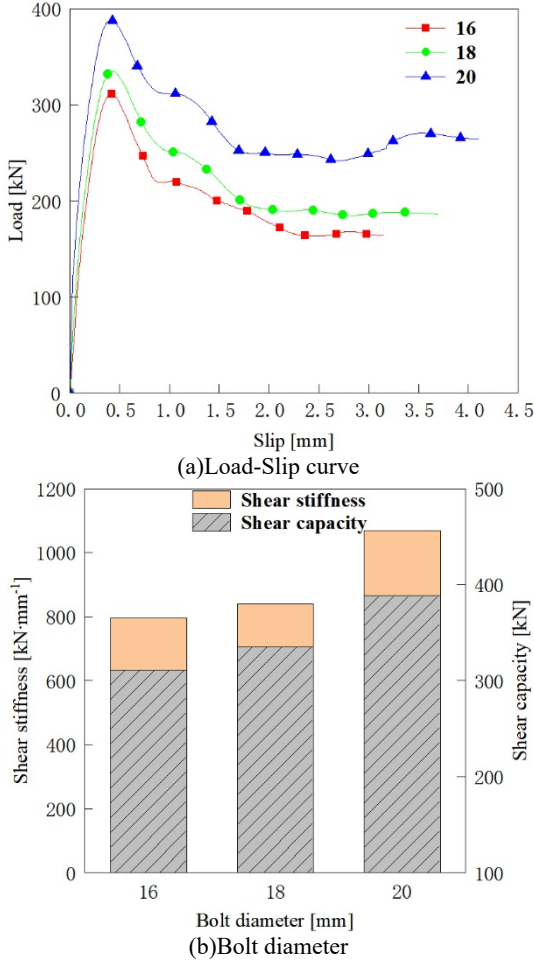 400
300
200
100
0
Load [kN]
16
18
20
0.0 0.5 1.0 1.5 2.0 2.5 3.0 3.5 4.0 4.5
Slip [mm]
(a)Load-Slip curve
1200
1000
800
600
400
200
0
Shear stiffness [kN·mm⁻¹]
Shear stiffness
Shear capacity
500
400
300
200
100
Shear capacity [kN]
16 18 20
Bolt diameter [mm]
(b)Bolt diameter